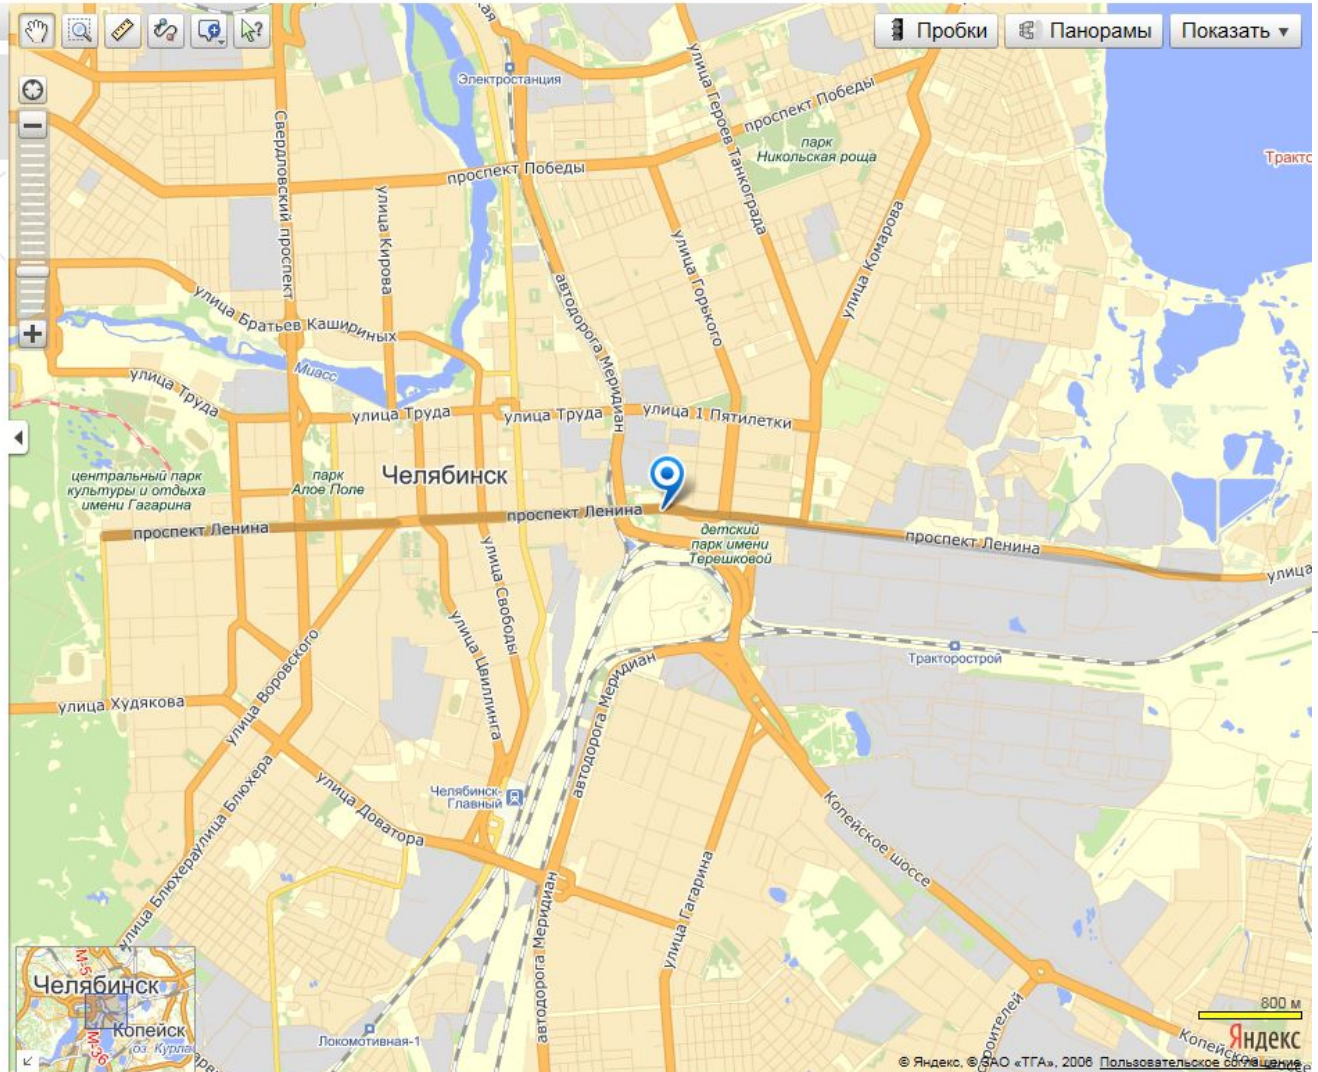 Пробки
Панорамы
Показать
Электростанция
улица Героев Танкограда
проспект Победы
парк
Никольская роща
Тракто
проспект Победы
Свердловский проспект
улица Кирова
улица Горького
улица Комарова
автодорога Меридиан
улица Братьев Кашириных
Миасс
улица Труда
улица Труда
улица Труда
улица 1 Пятилетки
центральный парк
культуры и отдыха
имени Гагарина
парк
Алое Поле
Челябинск
проспект Ленина
проспект Ленина
детский
парк имени
Терешковой
проспект Ленина
улица
улица Свободы
улица Цвиллинга
улица Воровского
Тракторострой
автодорога Меридиан
улица Худякова
улица Блюхера
улица Блюхера
улица Доватора
Челябинск-
Главный
Копейское шоссе
автодорога Меридиан
улица Гагарина
М-5
Челябинск
Копейск
М-36
оз. Курла
Локомотивная-1
роителей
800 м
Яндекс
Копейское шоссе
© Яндекс, © ЗАО «ТГА», 2006 Пользовательское соглашение